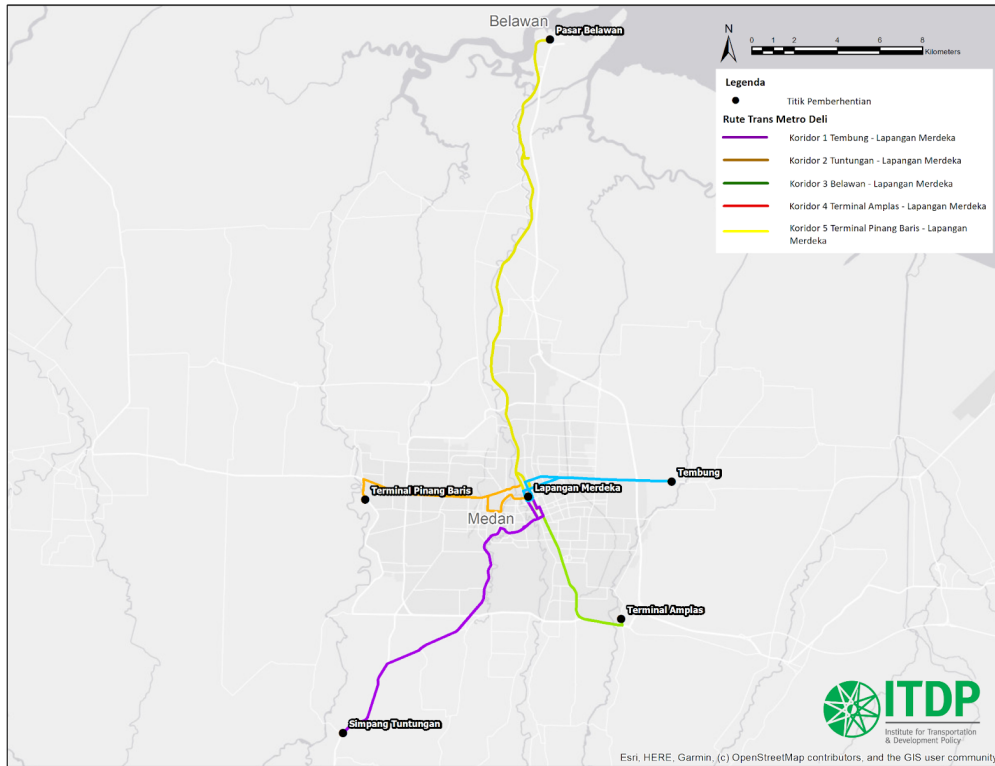 Belawan
Pasar Belawan
N
0 1 2 4 6 8
Kilometers
Legenda
Titik Pemberhentian
Rute Trans Metro Deli
Koridor 1 Tembung - Lapangan Merdeka
Koridor 2 Tuntungan - Lapangan Merdeka
Koridor 3 Belawan - Lapangan Merdeka
Koridor 4 Terminal Amplas - Lapangan Merdeka
Koridor 5 Terminal Pinang Baris - Lapangan
Merdeka
Tembung
Terminal Pinang Baris
Lapangan Merdeka
Medan
Terminal Amplas
Simpang Tuntungan
ITDP
Institute for Transportation
& Development Policy
Esri, HERE, Garmin, (c) OpenStreetMap contributors, and the GIS user community